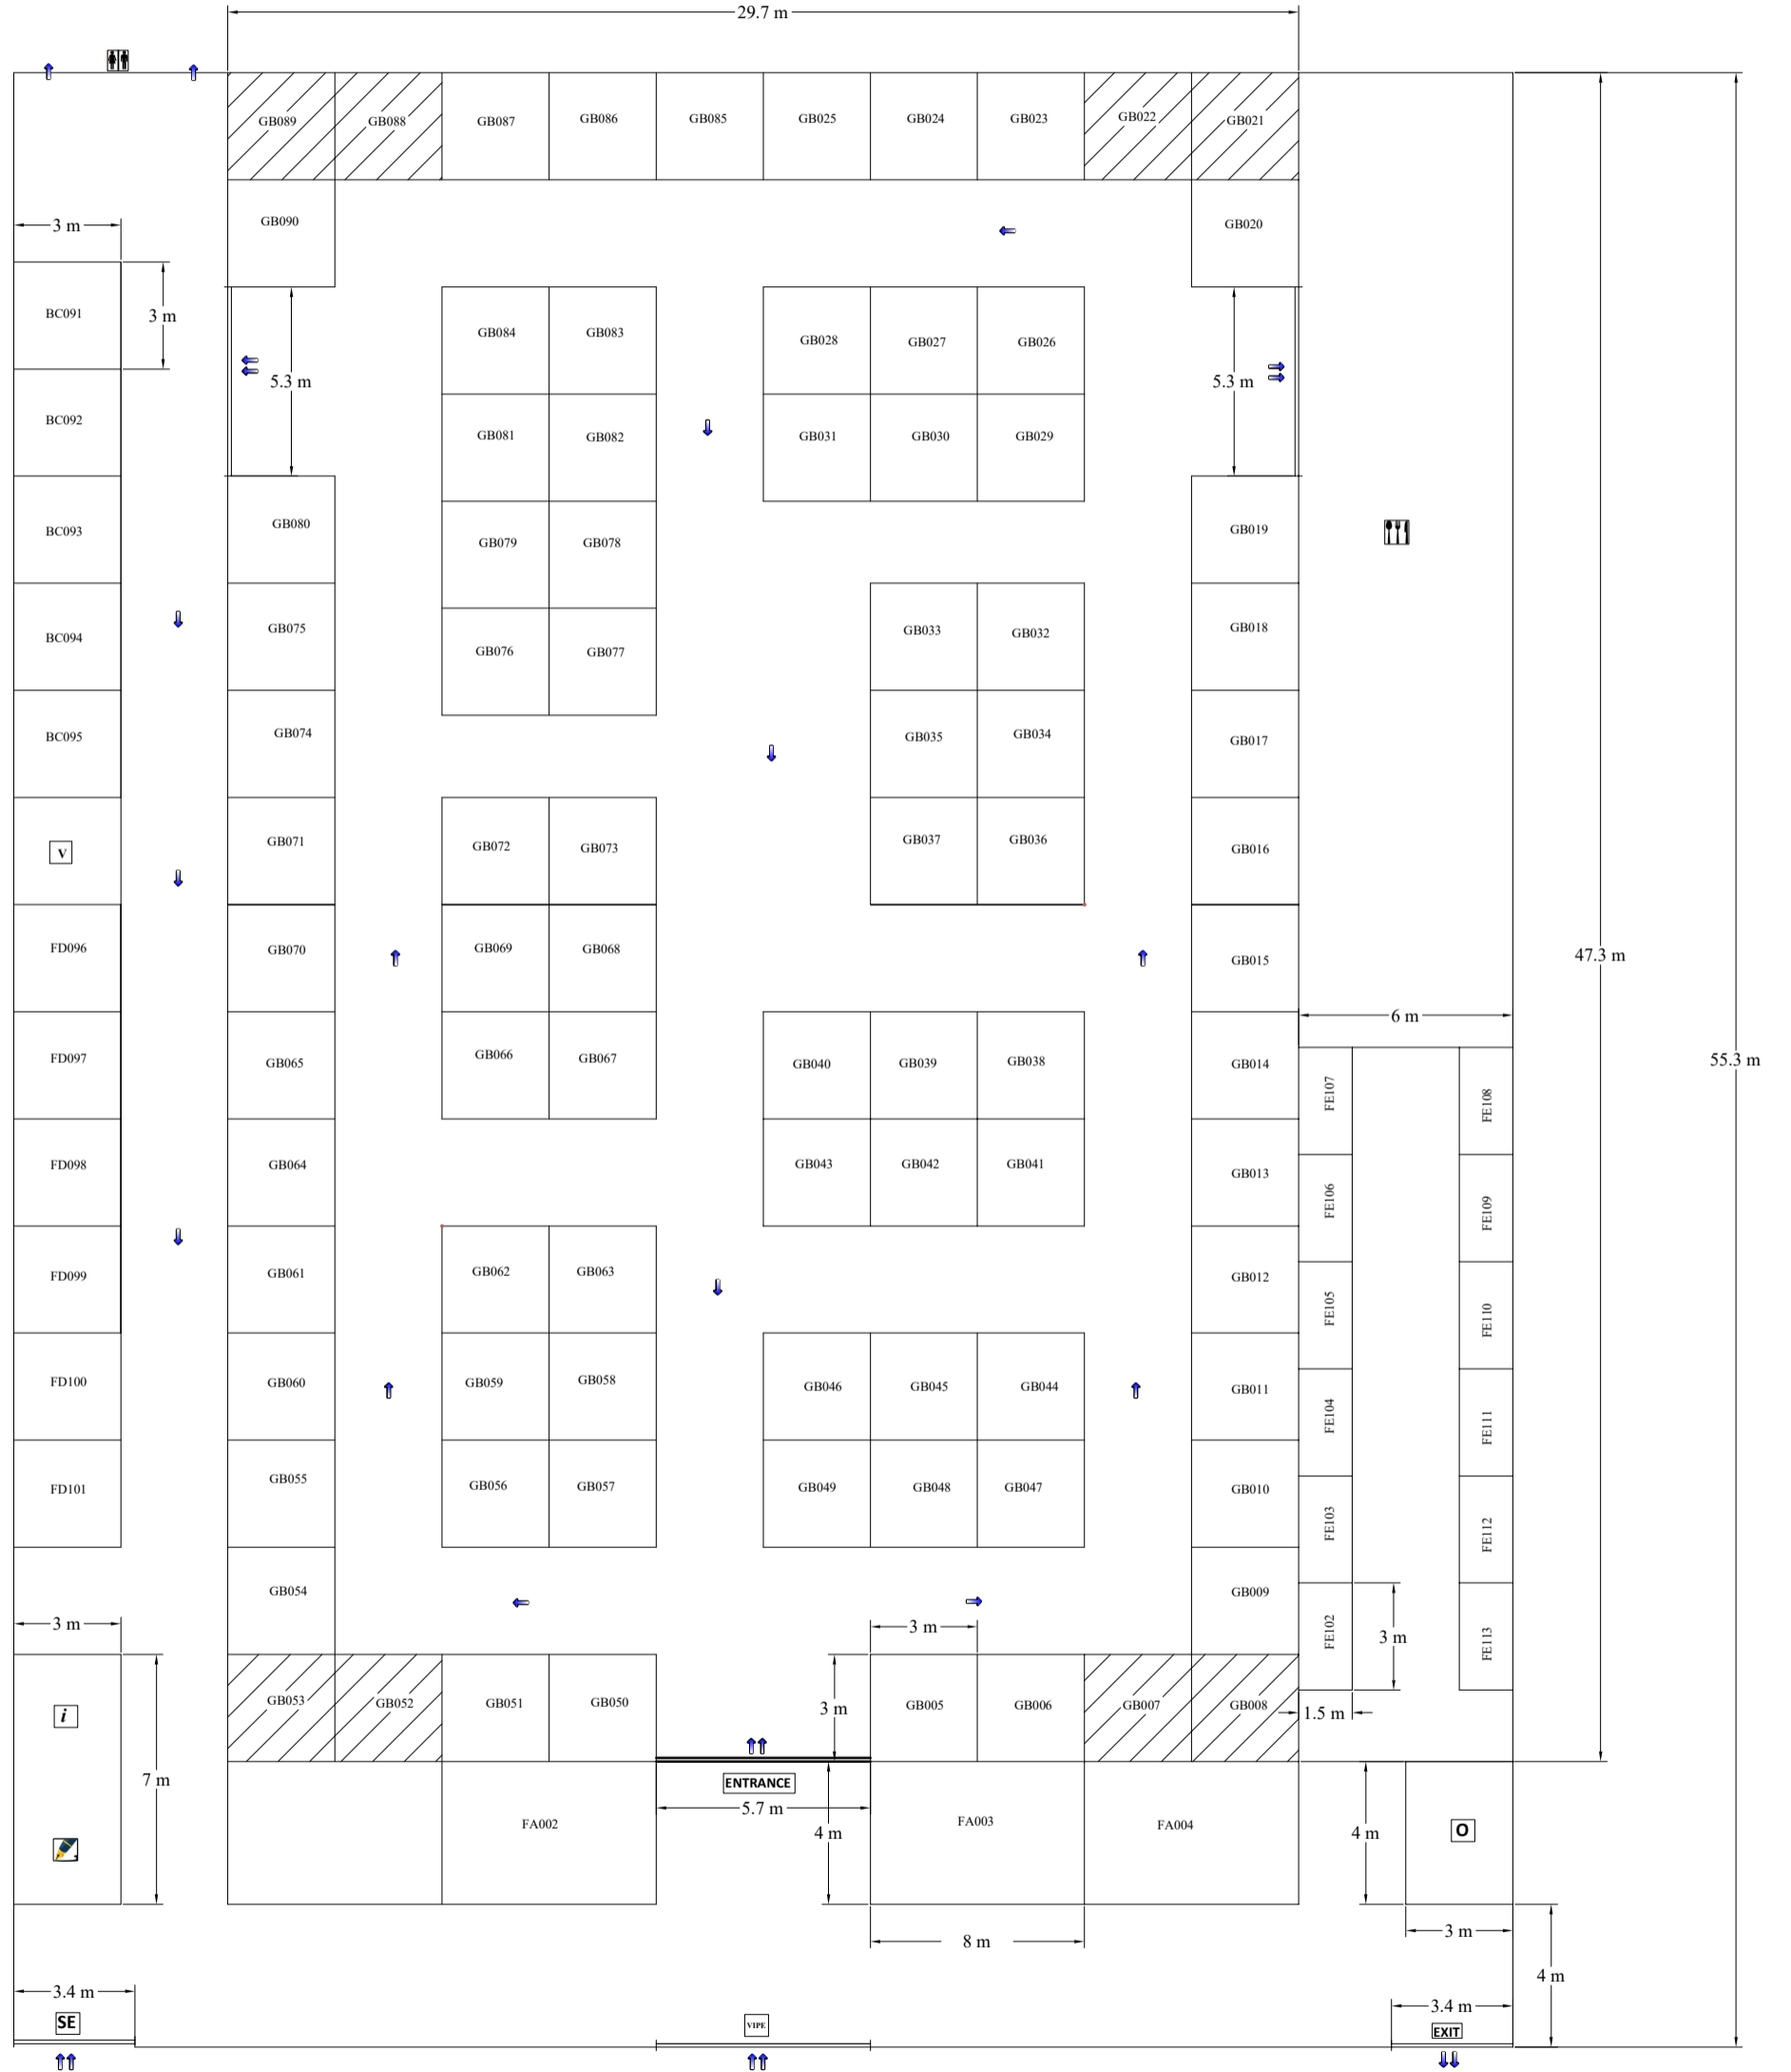 29.7 m
GB089 GB088 GB087 GB086 GB085 GB025 GB024 GB023 GB022 GB021
3 m GB090 GB020
BC091 3 m GB084 GB083 GB028 GB027 GB026
5.3 m 5.3 m
BC092 GB081 GB082 GB031 GB030 GB029
BC093 GB080 GB079 GB078 GB019
BC094 GB075 GB076 GB077 GB033 GB032 GB018
BC095 GB074 GB035 GB034 GB017
V GB071 GB072 GB073 GB037 GB036 GB016
FD096 GB070 GB069 GB068 GB015 47.3 m
6 m
FD097 GB065 GB066 GB067 GB040 GB039 GB038 GB014 FE107 FE108 55.3 m
FD098 GB064 GB043 GB042 GB041 GB013 FE106 FE109
FD099 GB061 GB062 GB063 GB012 FE105 FE110
FD100 GB060 GB059 GB058 GB046 GB045 GB044 GB011 FE104 FE111
FD101 GB055 GB056 GB057 GB049 GB048 GB047 GB010 FE103 FE112
GB054 GB009
3 m 3 m FE102 3 m FE113
i GB053 GB052 GB051 GB050 3 m GB005 GB006 GB007 GB008 1.5 m
7 m ENTRANCE
5.7 m
FA002 4 m FA003 FA004 4 m O
8 m 3 m
4 m
3.4 m 3.4 m
SE VIPE EXIT